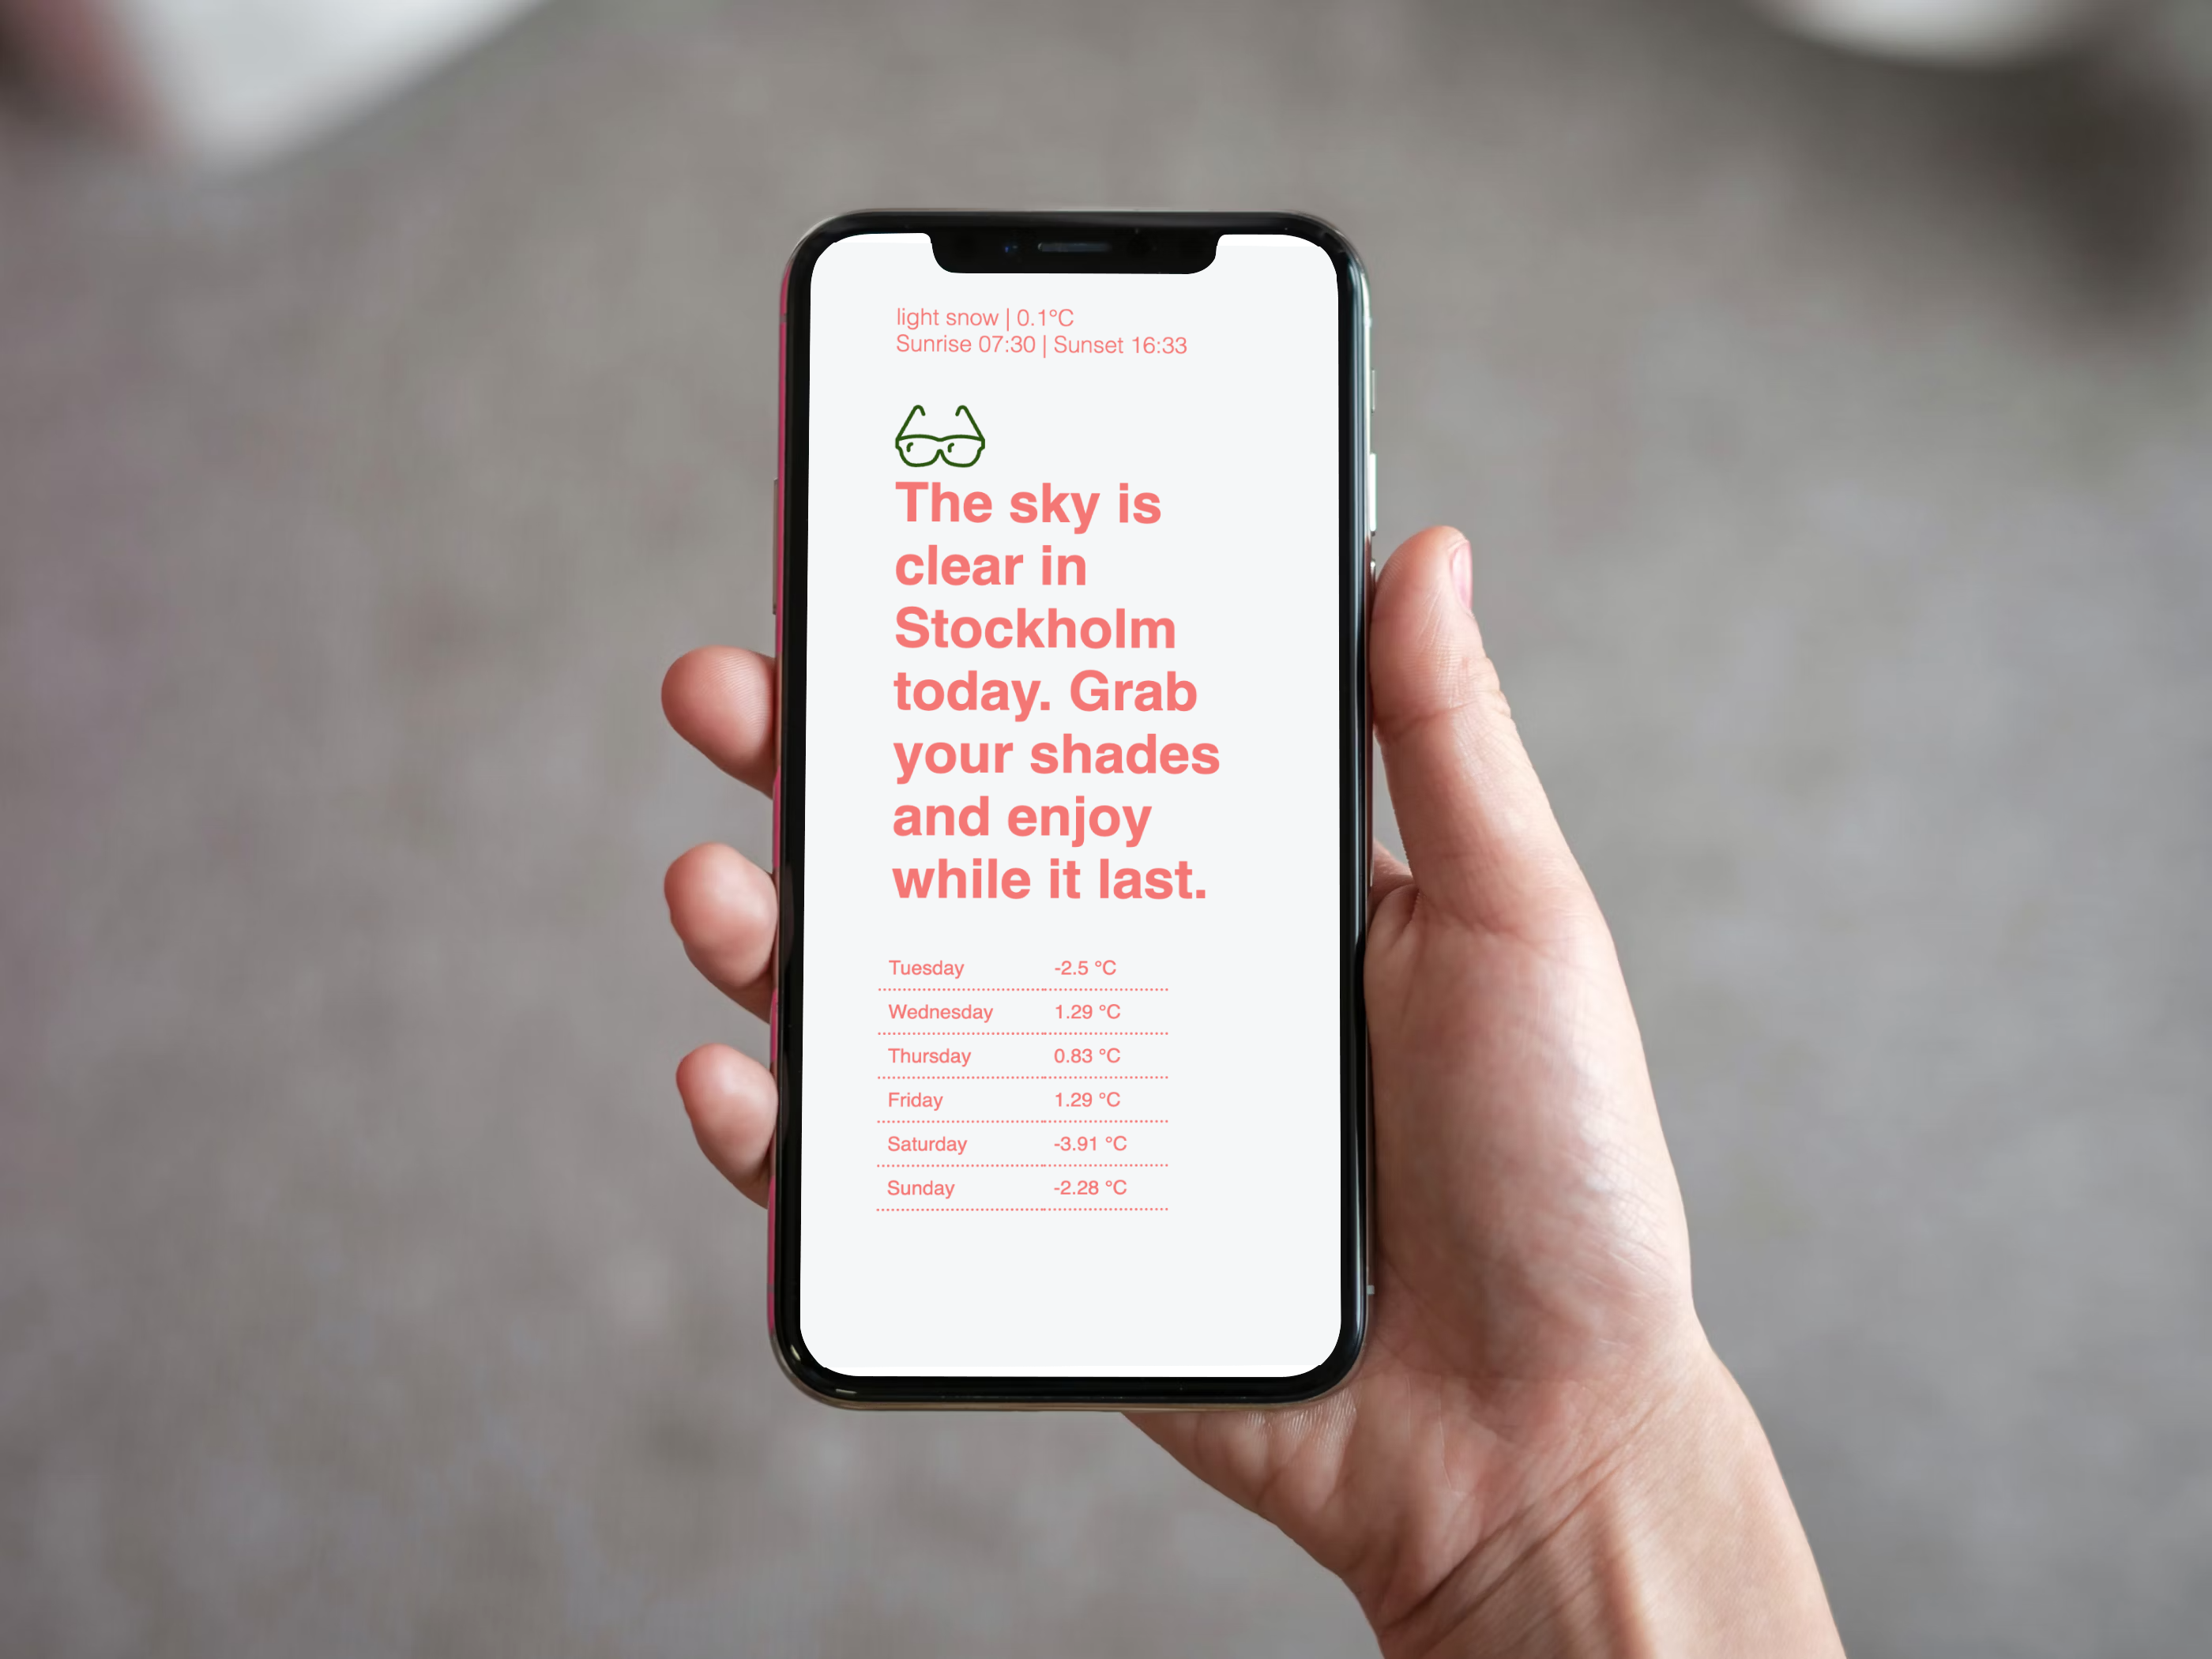 light snow | 0.1°C
Sunrise 07:30 | Sunset 16:33
The sky is
clear in
Stockholm
today. Grab
your shades
and enjoy
while it last.
Tuesday -2.5 °C
Wednesday 1.29 °C
Thursday 0.83 °C
Friday 1.29 °C
Saturday -3.91 °C
Sunday -2.28 °C